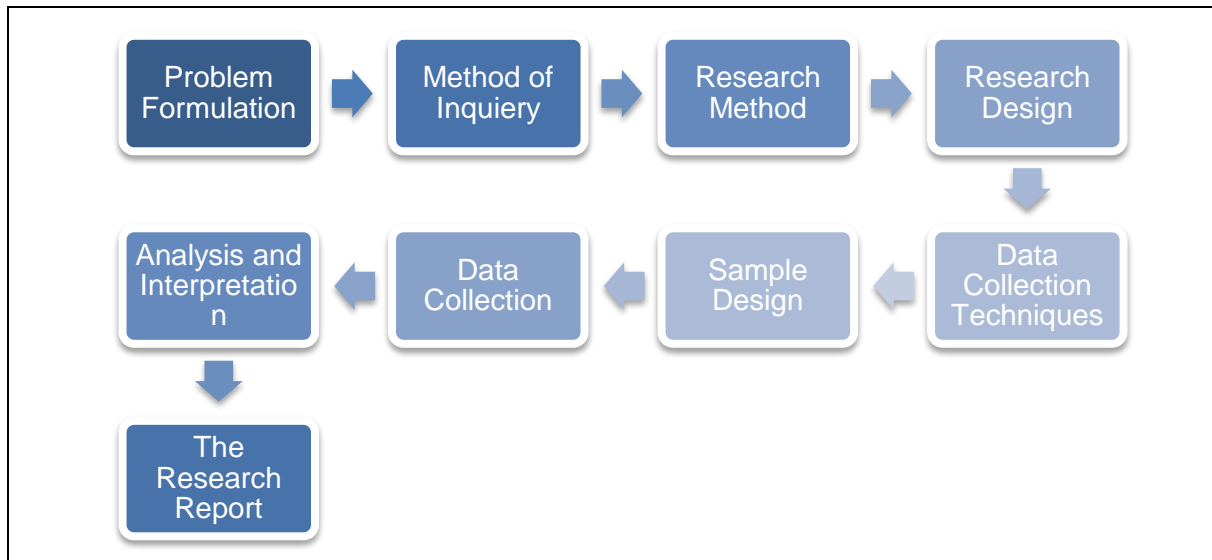 Problem
Formulation
Method of
Inquiery
Research
Method
Research
Design
Data
Collection
Techniques
Sample
Design
Data
Collection
Analysis and
Interpretatio
n
The
Research
Report